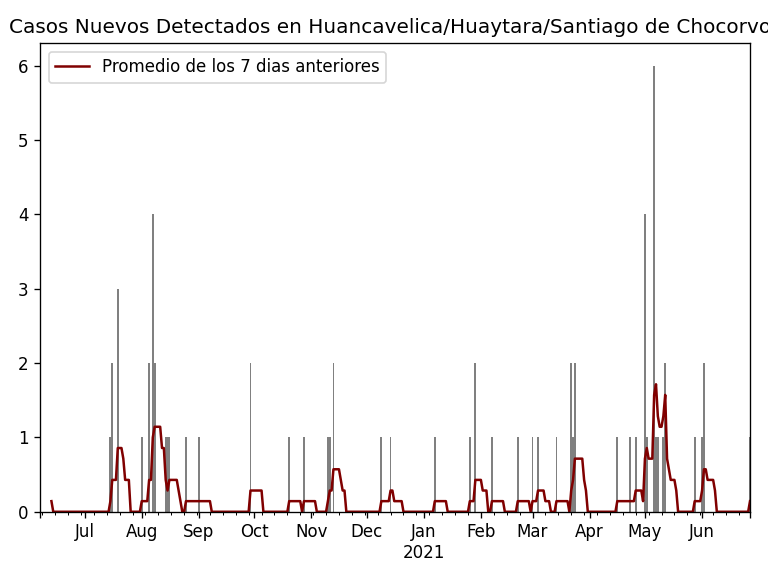 Casos Nuevos Detectados en Huancavelica/Huaytara/Santiago de Chocorvo
Promedio de los 7 dias anteriores
6
5
4
3
2
1
0
Jul Aug Sep Oct Nov Dec Jan Feb Mar Apr May Jun
2021